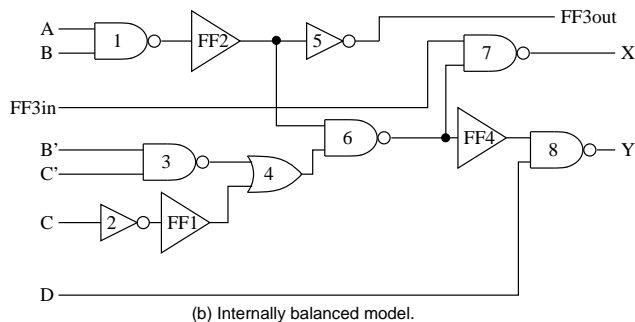 FF3out
A
B
1
FF2
5
7
X
FF3in
6
B'
C'
3
4
FF4
8
Y
C
2
FF1
D
(b) Internally balanced model.